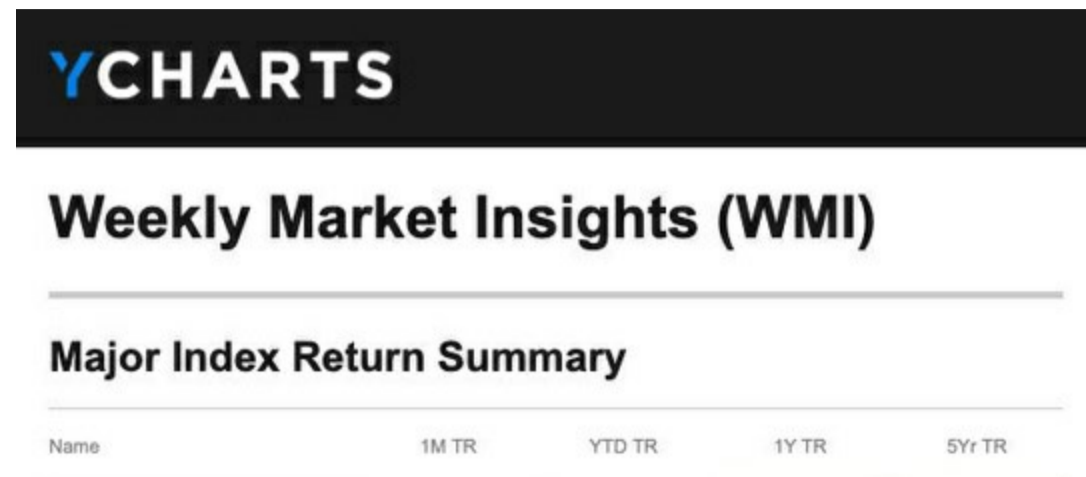 YCHARTS
Weekly Market Insights (WMI)
Major Index Return Summary
Name 1M TR YTD TR 1Y TR 5Yr TR